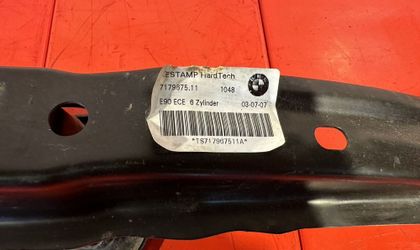 ESTAMP HardTech
7179675.11 1048
E90 ECE 6 Zylinder 03-07-07
*TS717967511A*